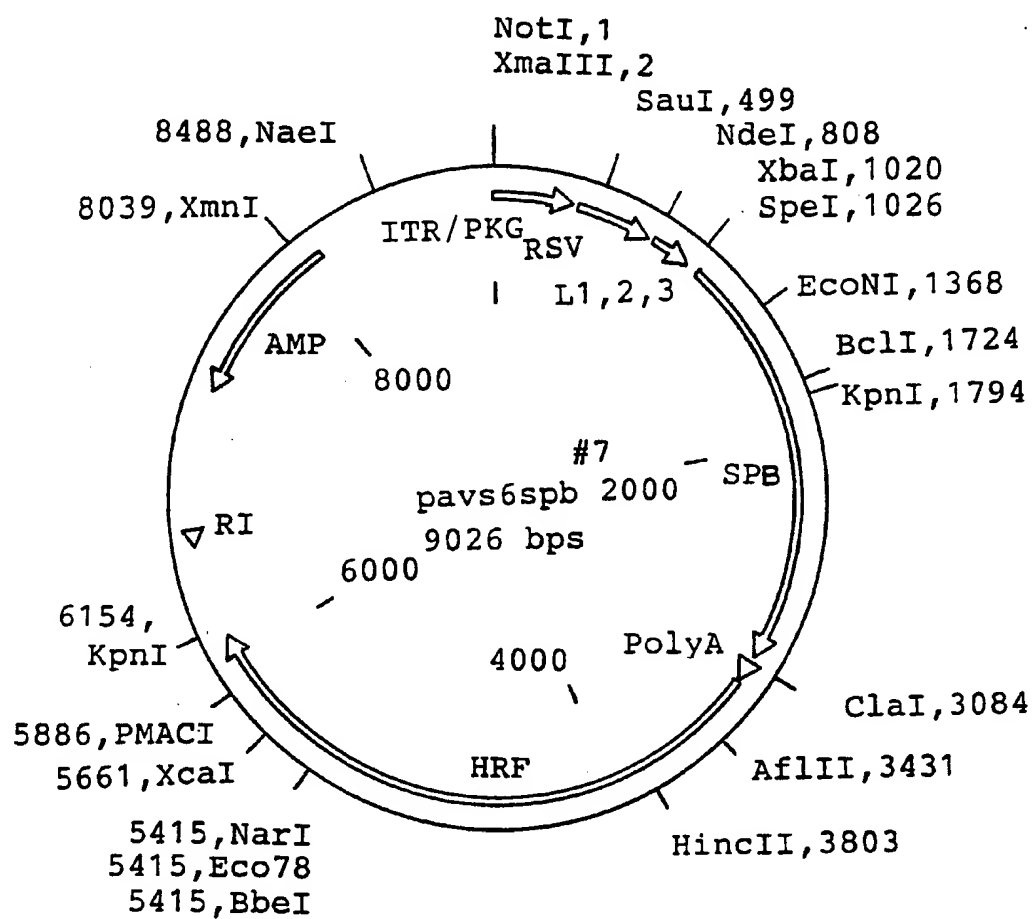 NotI,1
XmaIII,2
SauI,499
NdeI,808
XbaI,1020
SpeI,1026
EcoNI,1368
BclI,1724
KpnI,1794
ClaI,3084
AflII,3431
HincII,3803
5415,NarI
5415,Eco78
5415,BbeI
5661,XcaI
5886,PMACI
6154,
KpnI
8039,XmnI
8488,NaeI
ITR/PKG
RSV
L1,2,3
SPB
PolyA
HRF
RI
AMP
8000
#7
pavs6spb
9026 bps
2000
4000
6000